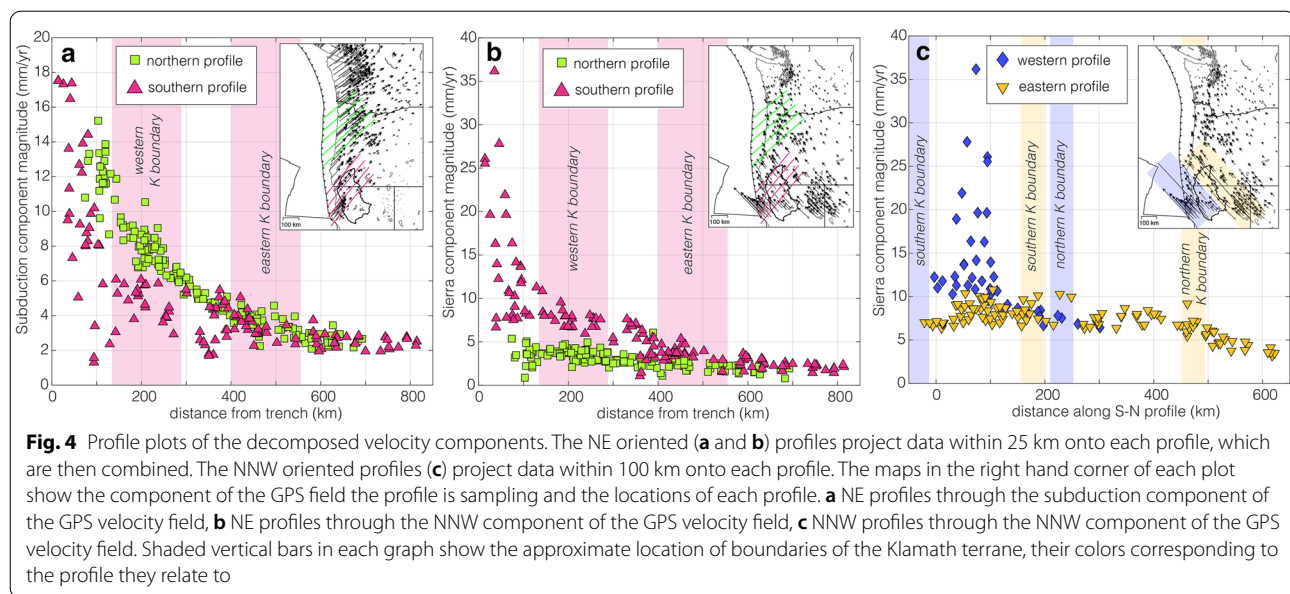 a
northern profile
southern profile
western
K boundary
eastern K boundary
100 km
Subduction component magnitude (mm/yr)
20
18
16
14
12
10
8
6
4
2
0
0 100 200 300 400 500 600 700 800
distance from trench (km)
b
northern profile
southern profile
western K boundary
eastern K boundary
100 km
Sierra component magnitude (mm/yr)
40
35
30
25
20
15
10
5
0
0 200 400 600 800
distance from trench (km)
c
western profile
eastern profile
southern K boundary
southern K boundary
northern K boundary
northern
K boundary
100 km
Sierra component magnitude (mm/yr)
40
35
30
25
20
15
10
5
0
0 200 400 600
distance along S-N profile (km)
Fig. 4 Profile plots of the decomposed velocity components. The NE oriented (a and b) profiles project data within 25 km onto each profile, which
are then combined. The NNW oriented profiles (c) project data within 100 km onto each profile. The maps in the right hand corner of each plot
show the component of the GPS field the profile is sampling and the locations of each profile. a NE profiles through the subduction component of
the GPS velocity field, b NE profiles through the NNW component of the GPS velocity field, c NNW profiles through the NNW component of the GPS
velocity field. Shaded vertical bars in each graph show the approximate location of boundaries of the Klamath terrane, their colors corresponding to
the profile they relate to